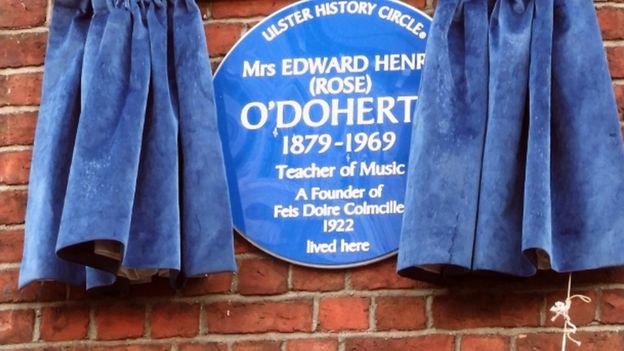 ULSTER HISTORY CIRCLE®
Mrs EDWARD HENR
(ROSE)
O'DOHERT
1879-1969
Teacher of Music
A Founder of
Feis Doire Colmcille
1922
lived here